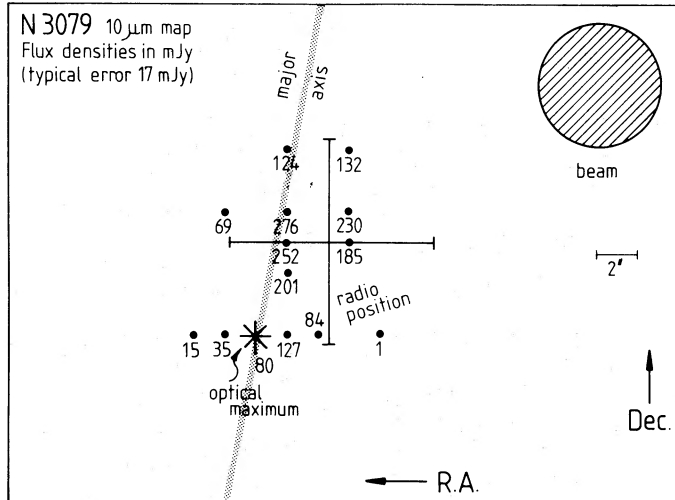 N 3079 10 μm map
Flux densities in mJy
(typical error 17 mJy)
major
axis
beam
124
132
69
276
230
252
185
2"
201
radio
position
84
15
35
80
127
1
optical
maximum
Dec.
R.A.